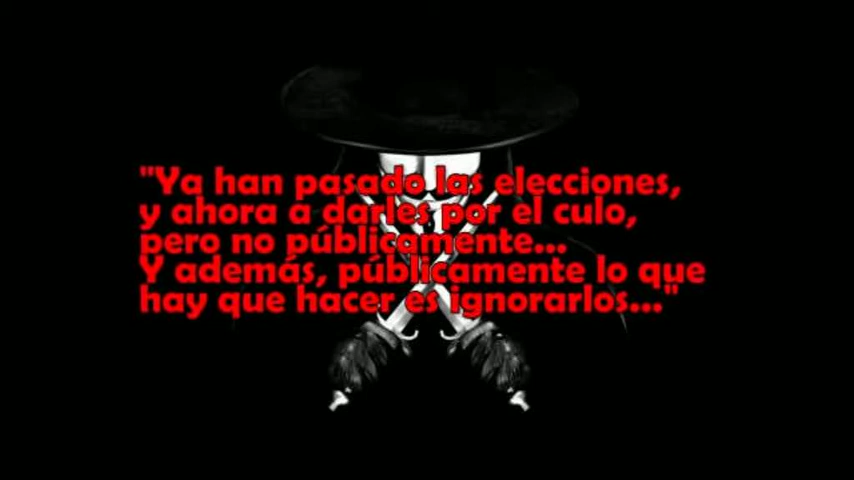 "Ya han pasado las elecciones,
y ahora a darles por el culo,
pero no públicamente...
Y además, públicamente lo que
hay que hacer es ignorarlos..."